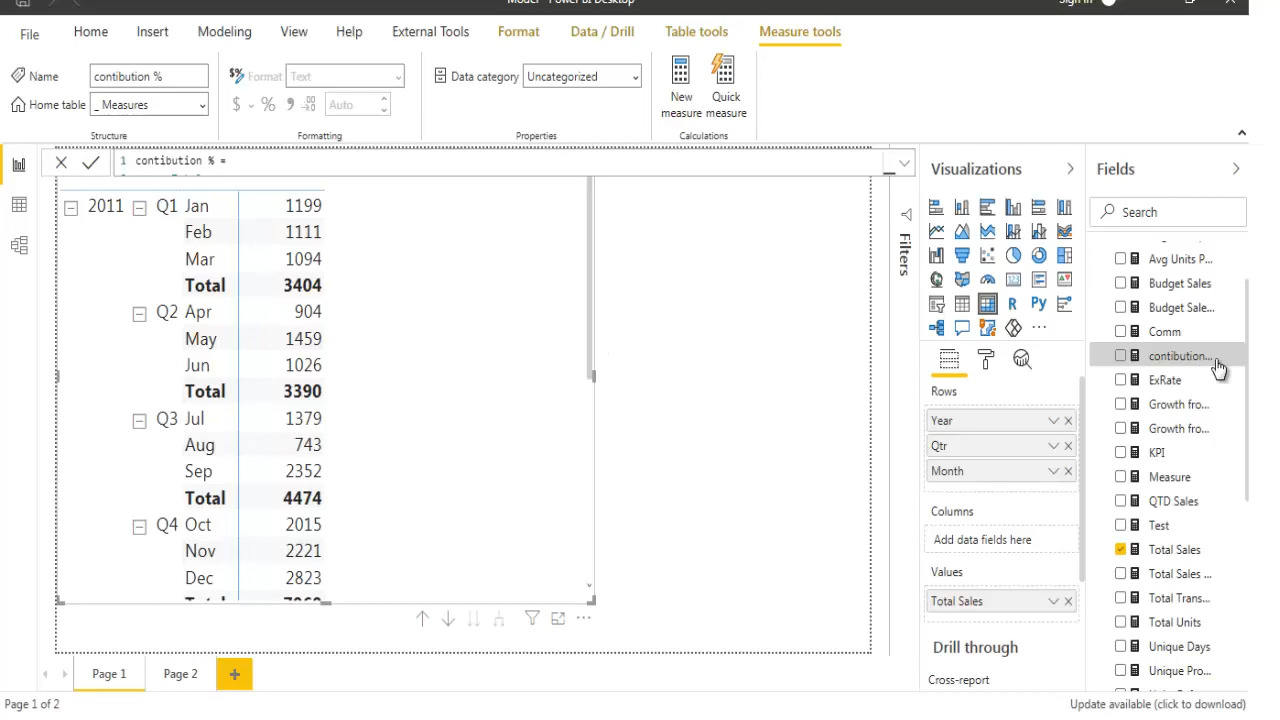 Model - Power BI Desktop
Sign in
File
Home
Insert
View
Modeling
Help
External Tools
Format
Data / Drill
Table tools
Measure tools
Name
contibution %
Home table
_ Measures
Structure
Format
Text
$
%
Auto
Formatting
Data category
Uncategorized
Properties
New
measure
Quick
measure
Calculations
1 contibution % =
2011
Q1
Jan 1199
Feb 1111
Mar 1094
Total 3404
Q2 Apr 904
May 1459
Jun 1026
Total 3390
Q3 Jul 1379
Aug 743
Sep 2352
Total 4474
Q4 Oct 2015
Nov 2221
Dec 2823
Filters
Visualizations
R
Py
Rows
Year
Qtr
Month
Columns
Add data fields here
Values
Total Sales
Drill through
Cross-report
Fields
Search
Avg Units P...
Budget Sales
Budget Sale...
Comm
contibution...
ExRate
Growth fro...
Growth fro...
KPI
Measure
QTD Sales
Test
Total Sales
Total Sales ...
Total Trans...
Total Units
Unique Days
Unique Pro...
Page 1
Page 2
Page 1 of 2
Update available (click to download)